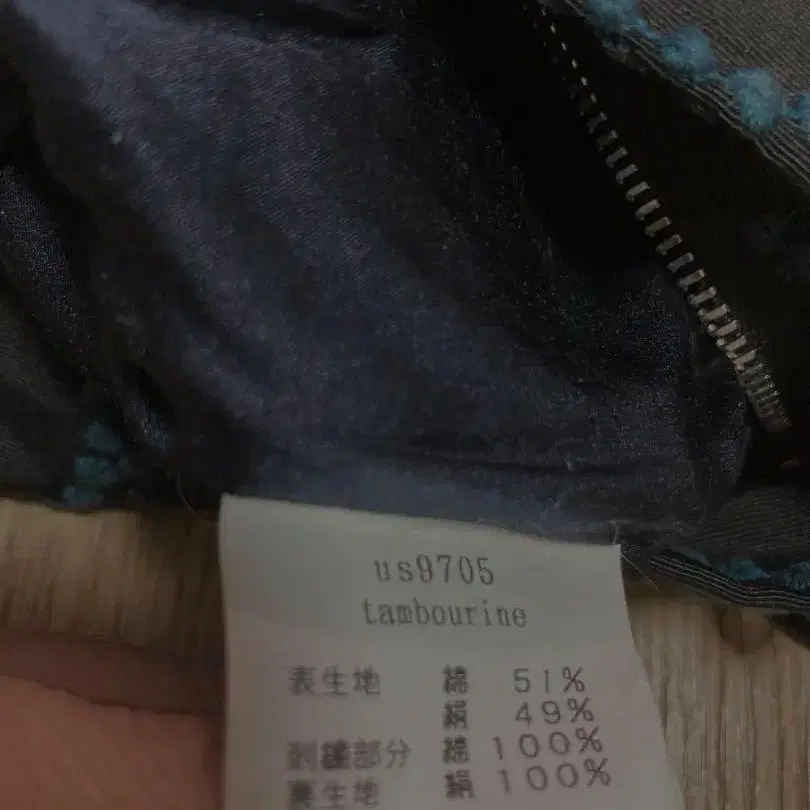 us9705
tambourine
表生地 綿 51%
絹 49%
刺繍部分 綿 100%
裏生地 絹 100%